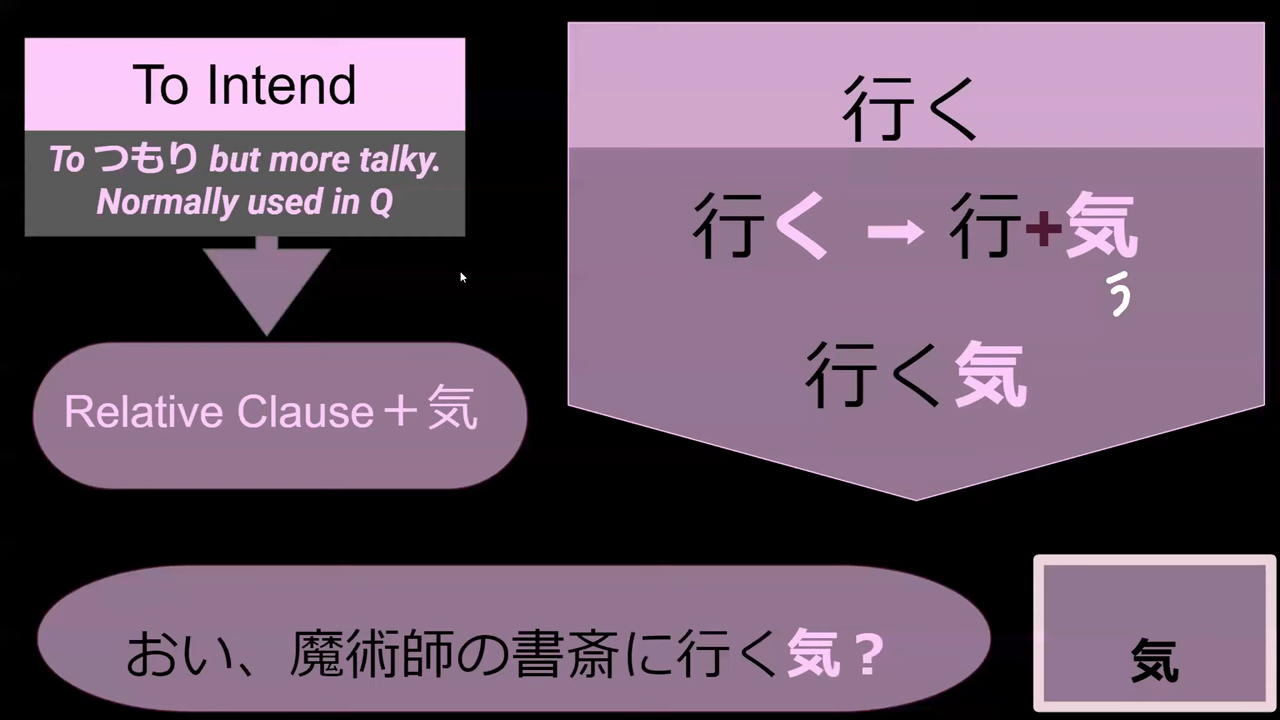 To Intend
To つもり but more talky.
Normally used in Q
Relative Clause＋気
行く
行く ➡ 行+気
う
行く気
おい、魔術師の書斎に行く気？
気